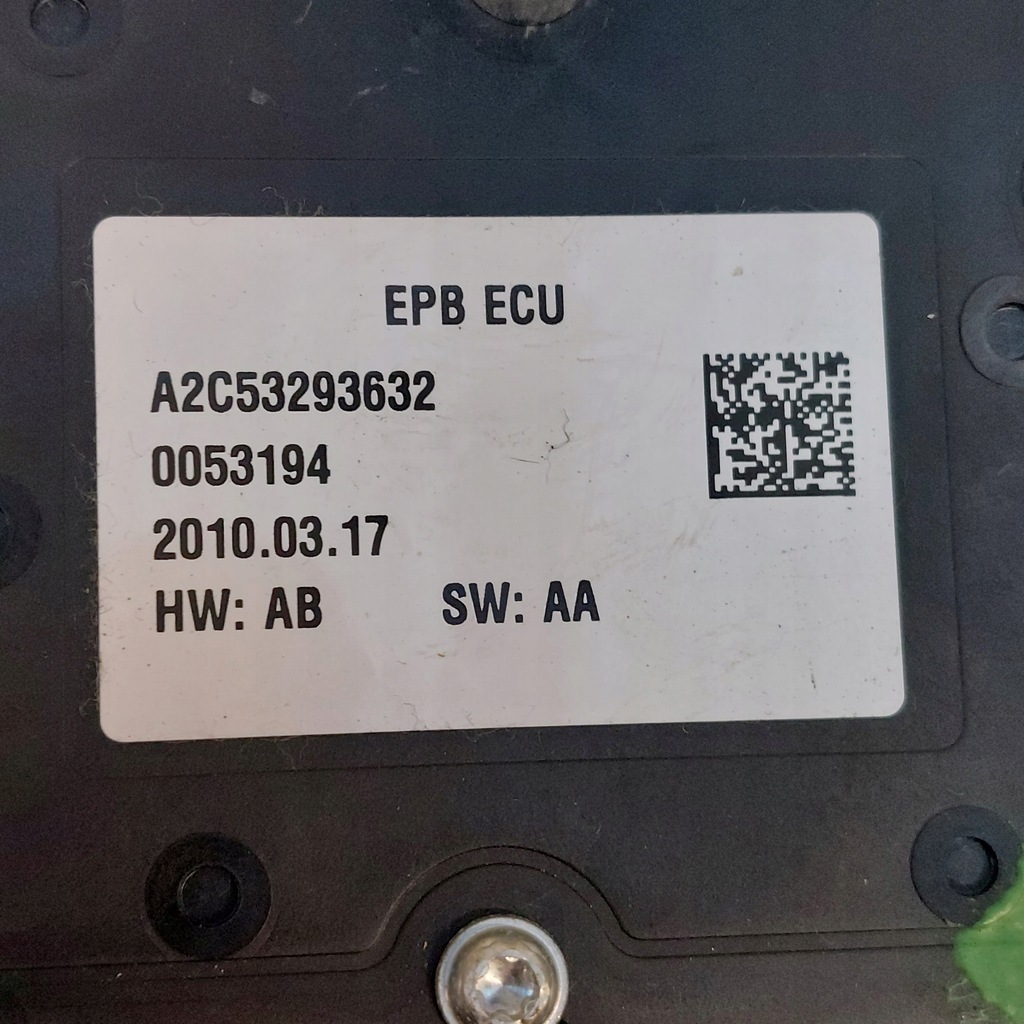 EPB ECU
A2C53293632
0053194
2010.03.17
HW: AB SW: AA